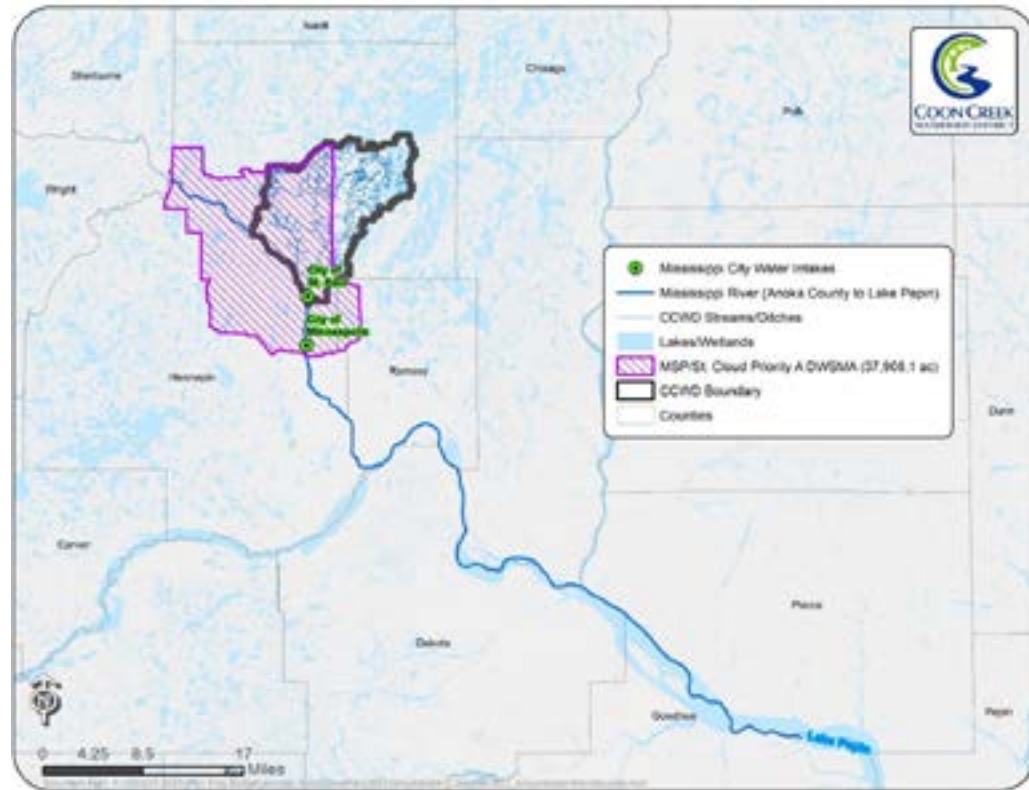 Isanti
Sherburne
Chisago
Polk
COON CREEK
WATERSHED DISTRICT
Wright
City of
St. Paul
City of
Minneapolis
Mississippi City Water Intakes
Mississippi River (Anoka County to Lake Pepin)
CCWD Streams/Ditches
Lakes/Wetlands
MSP/St. Cloud Priority A DWSMA (37,908.1 ac)
CCWD Boundary
Counties
Hennepin
Ramsey
Dunn
Carver
Dakota
Pierce
Goodhue
Pepin
Lake Pepin
N
0 4.25 8.5 17
Miles